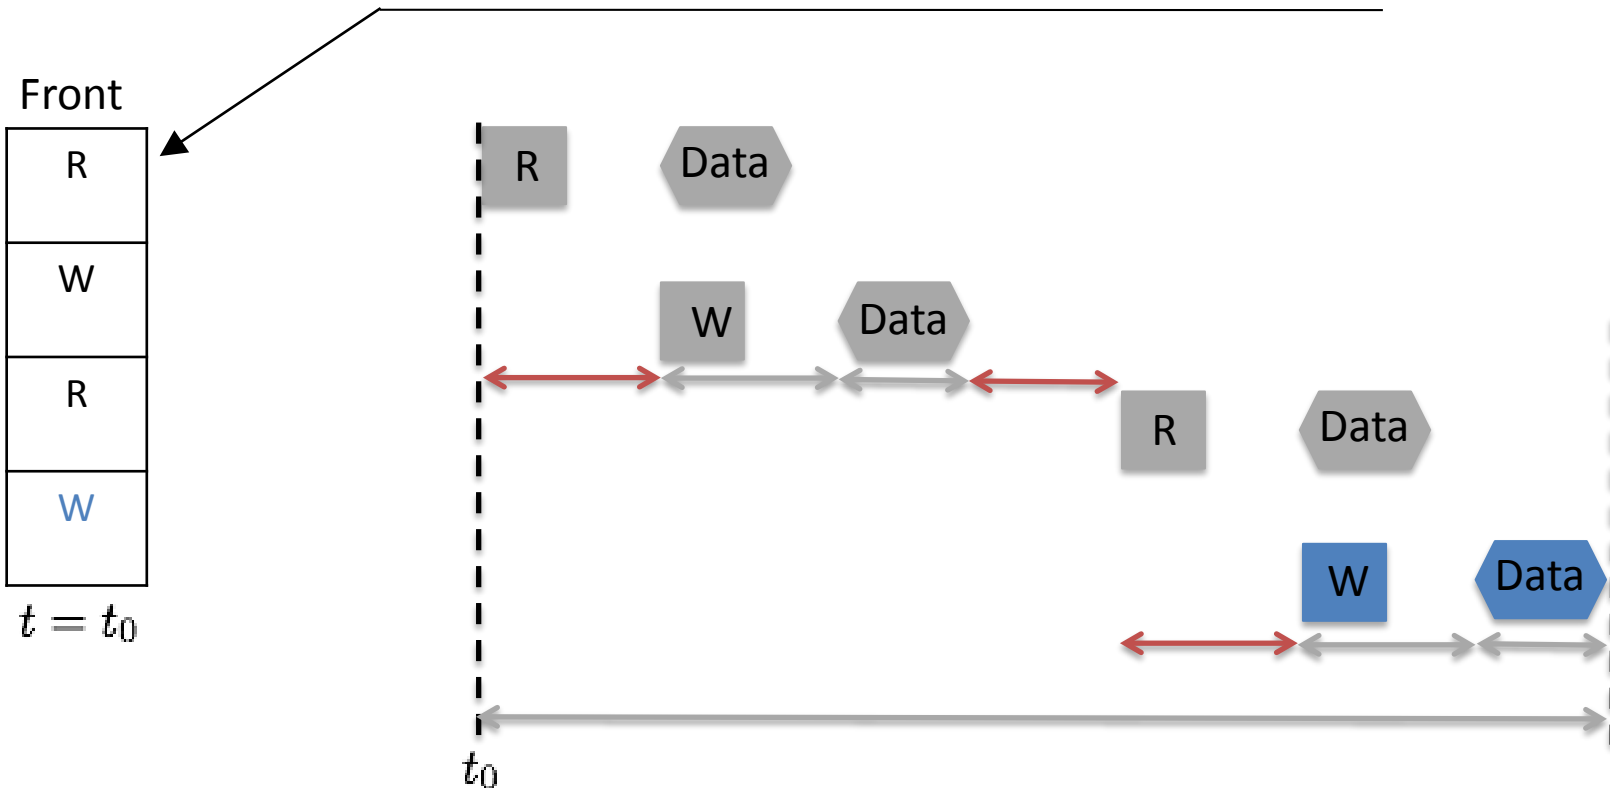 Front
R
W
R
W
t = t₀
R Data
W Data
R Data
W Data
t₀